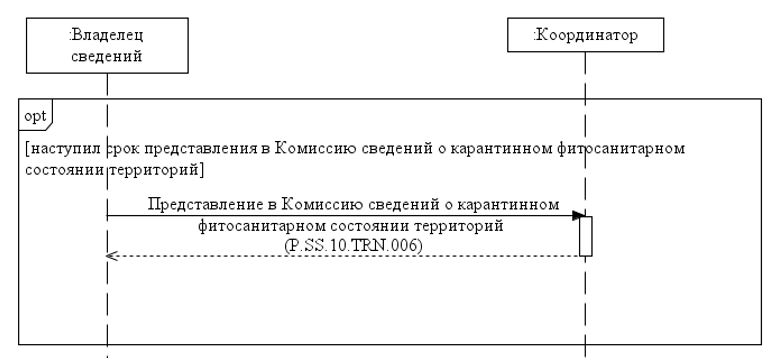 :Владелец
сведений
:Координатор
opt
[наступил срок представления в Комиссию сведений о карантинном фитосанитарном
состоянии территорий]
Представление в Комиссию сведений о карантинном
фитосанитарном состоянии территорий
(P.SS.10.TRN.006)